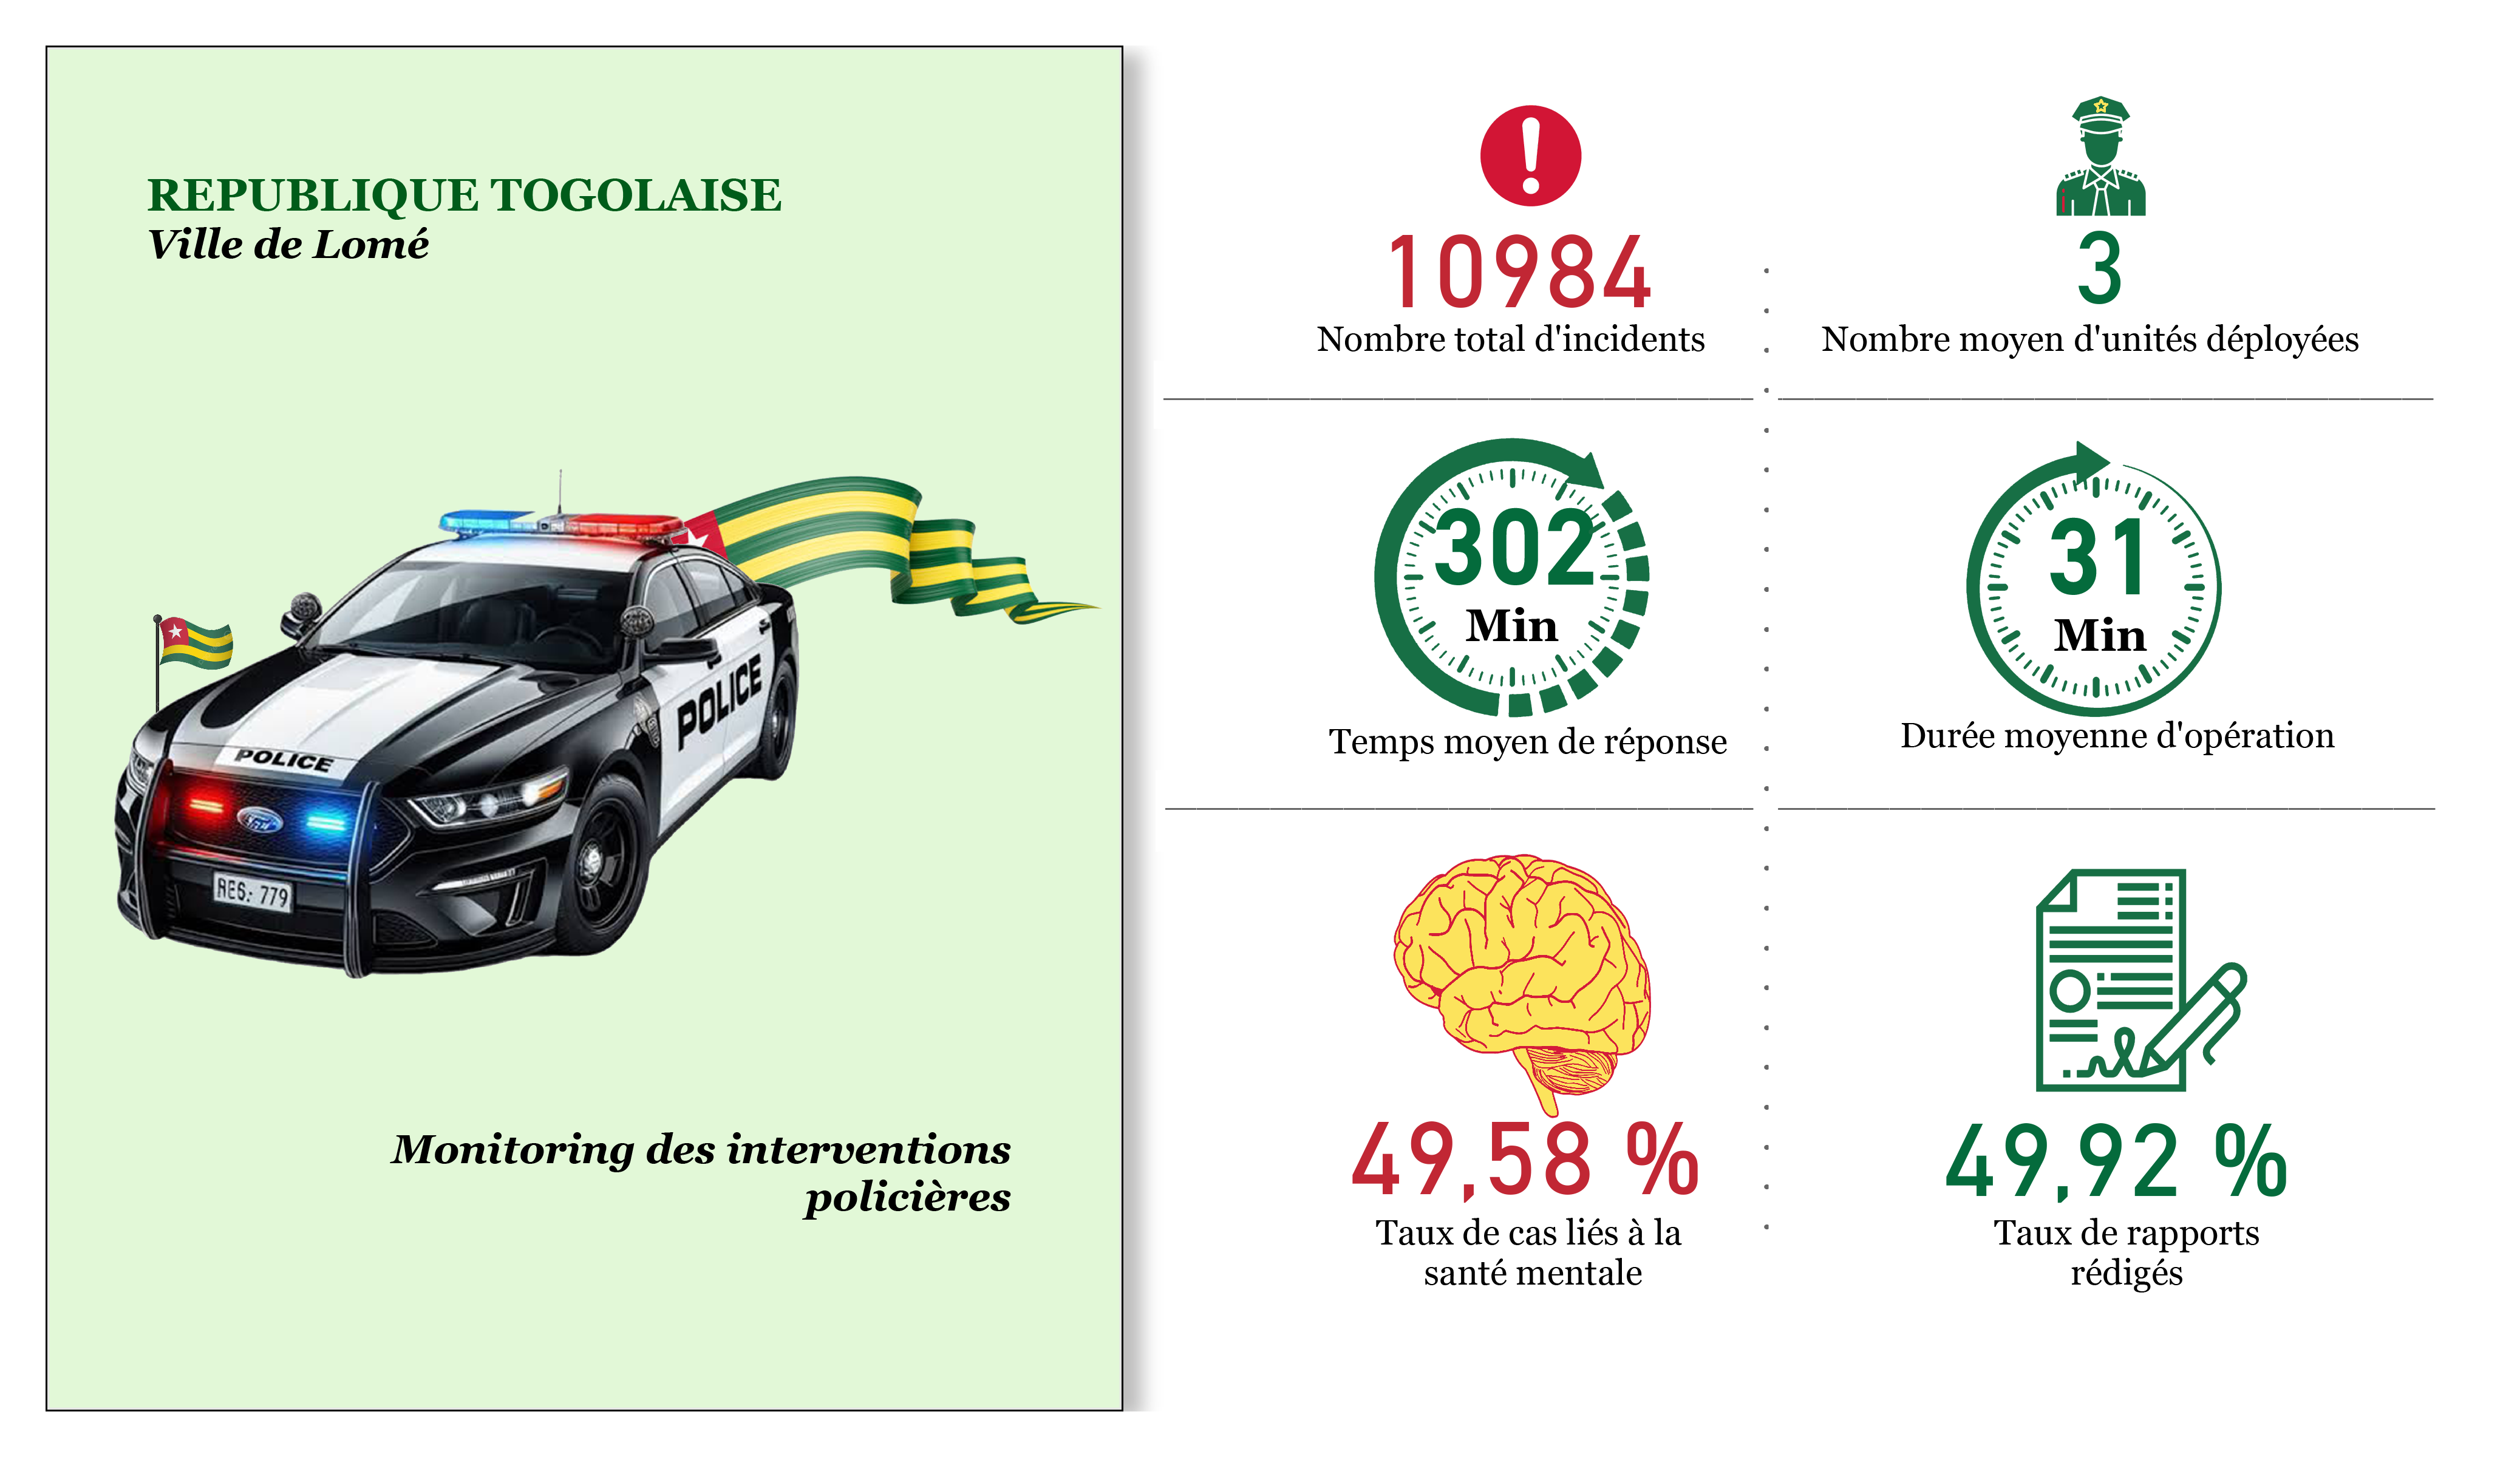 REPUBLIQUE TOGOLAISE
Ville de Lomé
POLICE
POLICE
RES: 779
Monitoring des interventions
policières
10984
Nombre total d'incidents
3
Nombre moyen d'unités déployées
302
Min
Temps moyen de réponse
31
Min
Durée moyenne d'opération
49,58 %
Taux de cas liés à la
santé mentale
49,92 %
Taux de rapports
rédigés